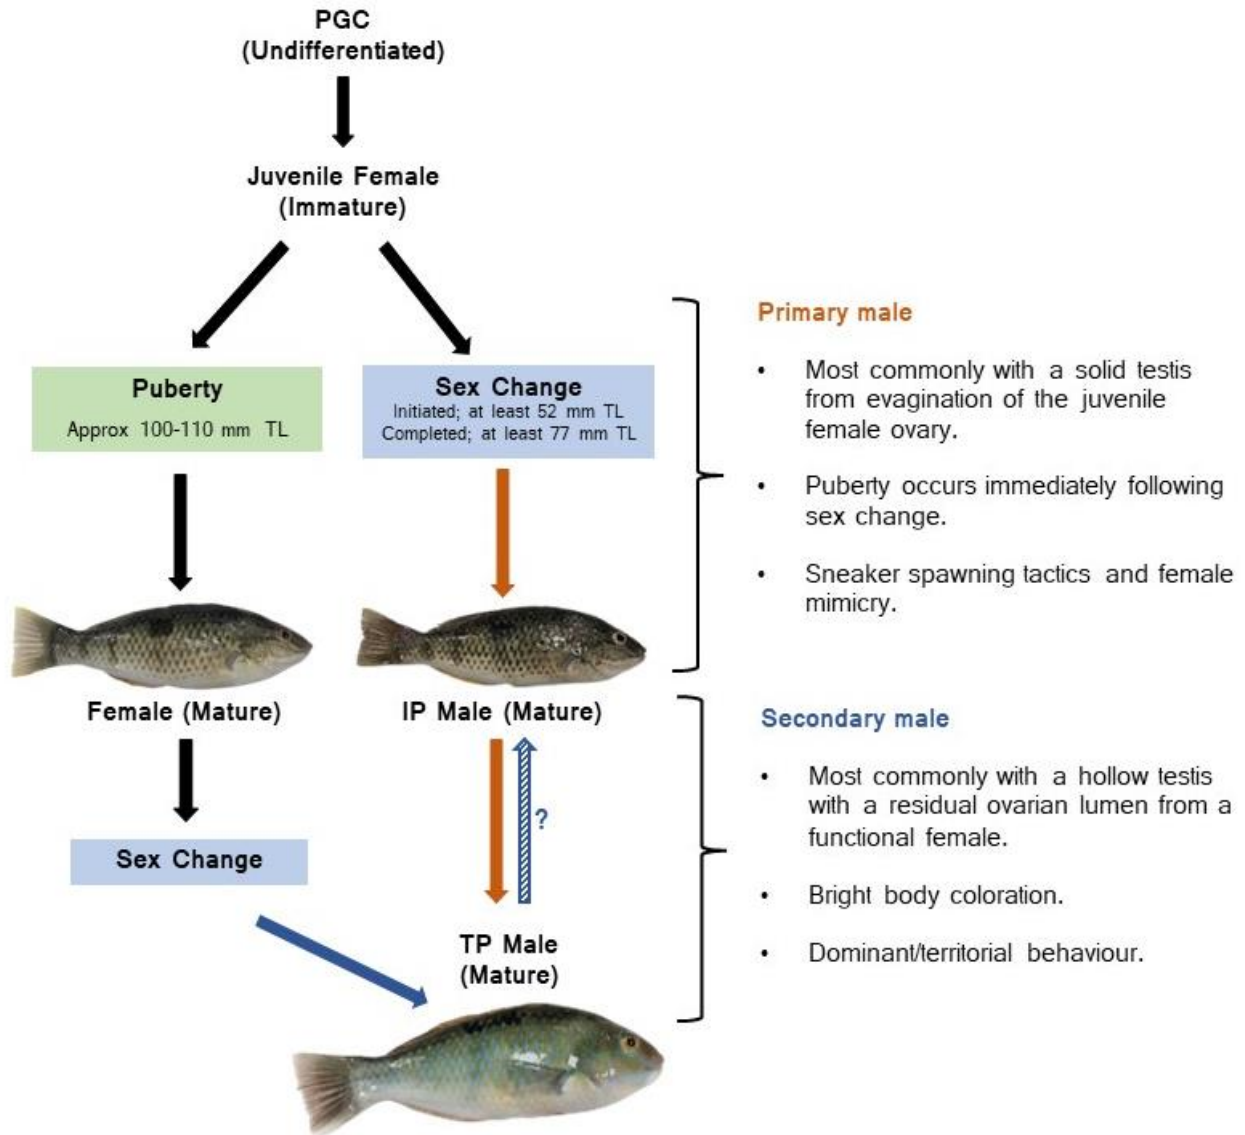 PGC
(Undifferentiated)
Juvenile Female
(Immature)
Puberty
Approx 100-110 mm TL
Sex Change
Initiated; at least 52 mm TL
Completed; at least 77 mm TL
Primary male
• Most commonly with a solid testis
from evagination of the juvenile
female ovary.
• Puberty occurs immediately following
sex change.
• Sneaker spawning tactics and female
mimicry.
Female (Mature)
IP Male (Mature)
Sex Change
?
TP Male
(Mature)
Secondary male
• Most commonly with a hollow testis
with a residual ovarian lumen from a
functional female.
• Bright body coloration.
• Dominant/territorial behaviour.